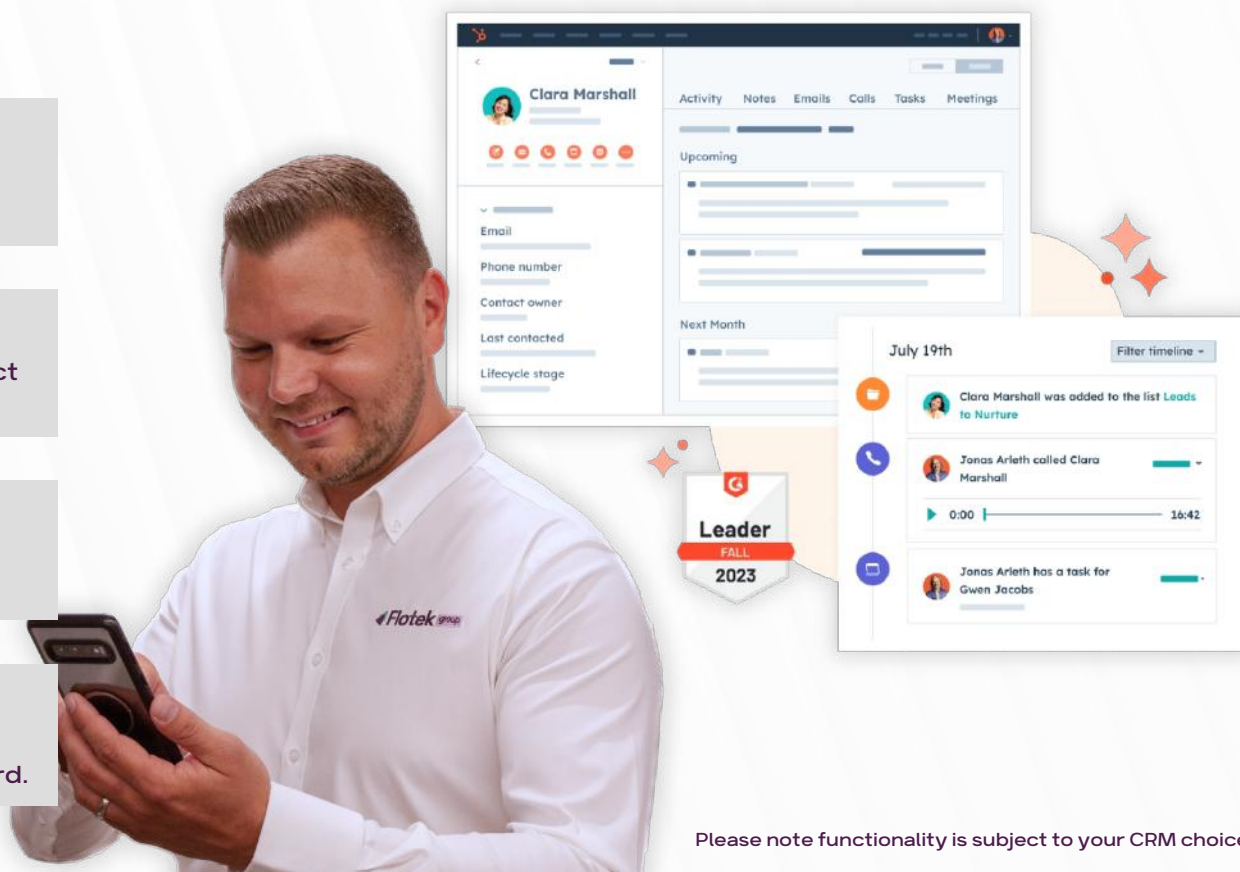 Clara Marshall
Activity Notes Emails Calls Tasks Meetings
Upcoming
Email
Phone number
Contact owner
Last contacted
Lifecycle stage
Next Month
July 19th
Filter timeline
Clara Marshall was added to the list Leads
to Nurture
Jonas Arleth called Clara
Marshall
0:00 16:42
Jonas Arleth has a task for
Gwen Jacobs
G
Leader
FALL
2023
Flotek group
Please note functionality is subject to your CRM choice